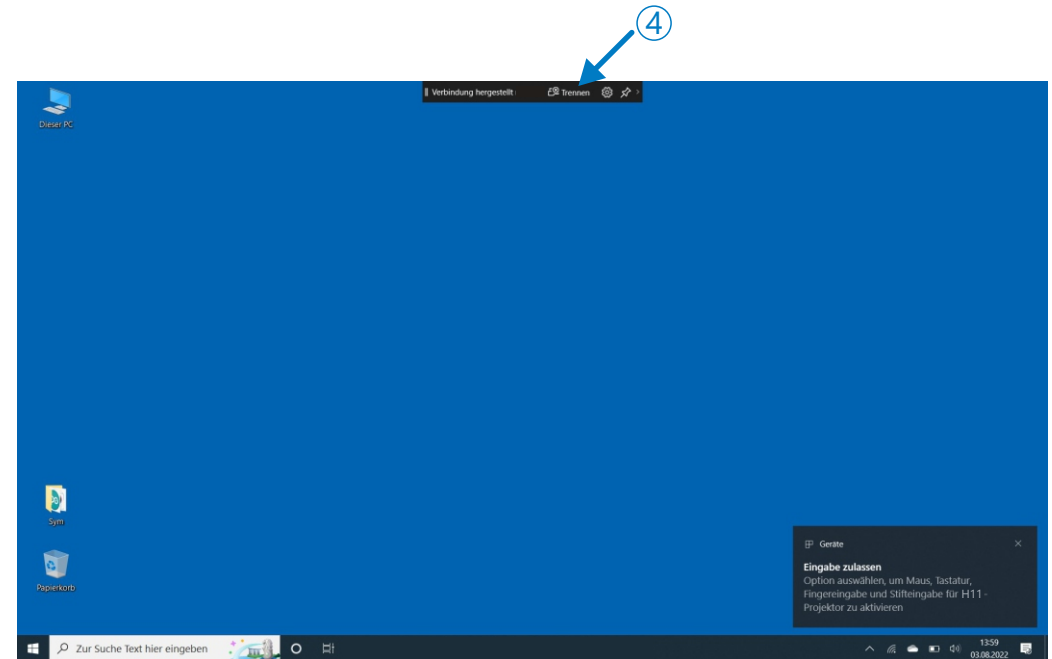 4
Verbindung hergestellt Trennen
Dieser PC
Sym
Papierkorb
Geräte
Eingabe zulassen
Option auswählen, um Maus, Tastatur,
Fingereingabe und Stifteingabe für H11 -
Projektor zu aktivieren
Zur Suche Text hier eingeben
13:59
03.08.2022